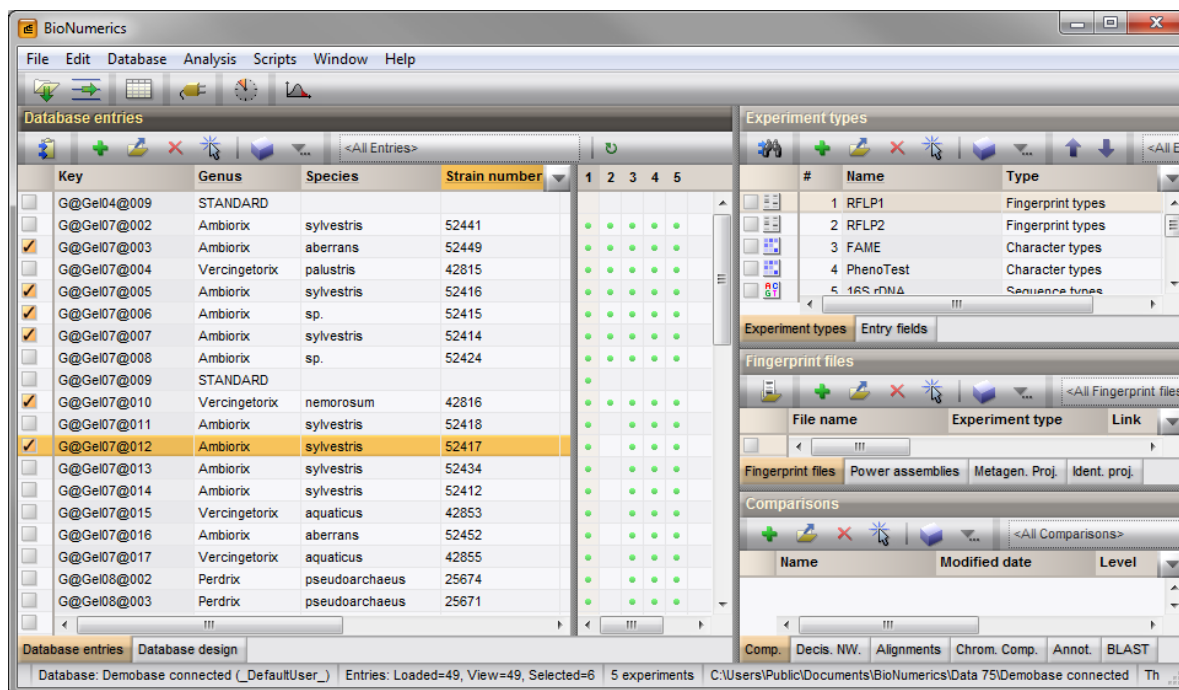 BioNumerics
File Edit Database Analysis Scripts Window Help
Database entries
<All Entries>
Key Genus Species Strain number 1 2 3 4 5
G@Gel04@009 STANDARD
G@Gel07@002 Ambiorix sylvestris 52441
G@Gel07@003 Ambiorix aberrans 52449
G@Gel07@004 Vercingetorix palustris 42815
G@Gel07@005 Ambiorix sylvestris 52416
G@Gel07@006 Ambiorix sp. 52415
G@Gel07@007 Ambiorix sylvestris 52414
G@Gel07@008 Ambiorix sp. 52424
G@Gel07@009 STANDARD
G@Gel07@010 Vercingetorix nemorosum 42816
G@Gel07@011 Ambiorix sylvestris 52418
G@Gel07@012 Ambiorix sylvestris 52417
G@Gel07@013 Ambiorix sylvestris 52434
G@Gel07@014 Ambiorix sylvestris 52412
G@Gel07@015 Vercingetorix aquaticus 42853
G@Gel07@016 Ambiorix aberrans 52452
G@Gel07@017 Vercingetorix aquaticus 42855
G@Gel08@002 Perdrix pseudoarchaeus 25674
G@Gel08@003 Perdrix pseudoarchaeus 25671
Database entries Database design
Experiment types
<All E
# Name Type
1 RFLP1 Fingerprint types
2 RFLP2 Fingerprint types
3 FAME Character types
4 PhenoTest Character types
5 16S rDNA Sequence types
Experiment types Entry fields
Fingerprint files
<All Fingerprint files
File name Experiment type Link
Fingerprint files Power assemblies Metagen. Proj. Ident. proj.
Comparisons
<All Comparisons>
Name Modified date Level
Comp. Decis. NW. Alignments Chrom. Comp. Annot. BLAST
Database: Demobase connected (_DefaultUser_) Entries: Loaded=49, View=49, Selected=6 5 experiments C:\Users\Public\Documents\BioNumerics\Data 75\Demobase connected Th